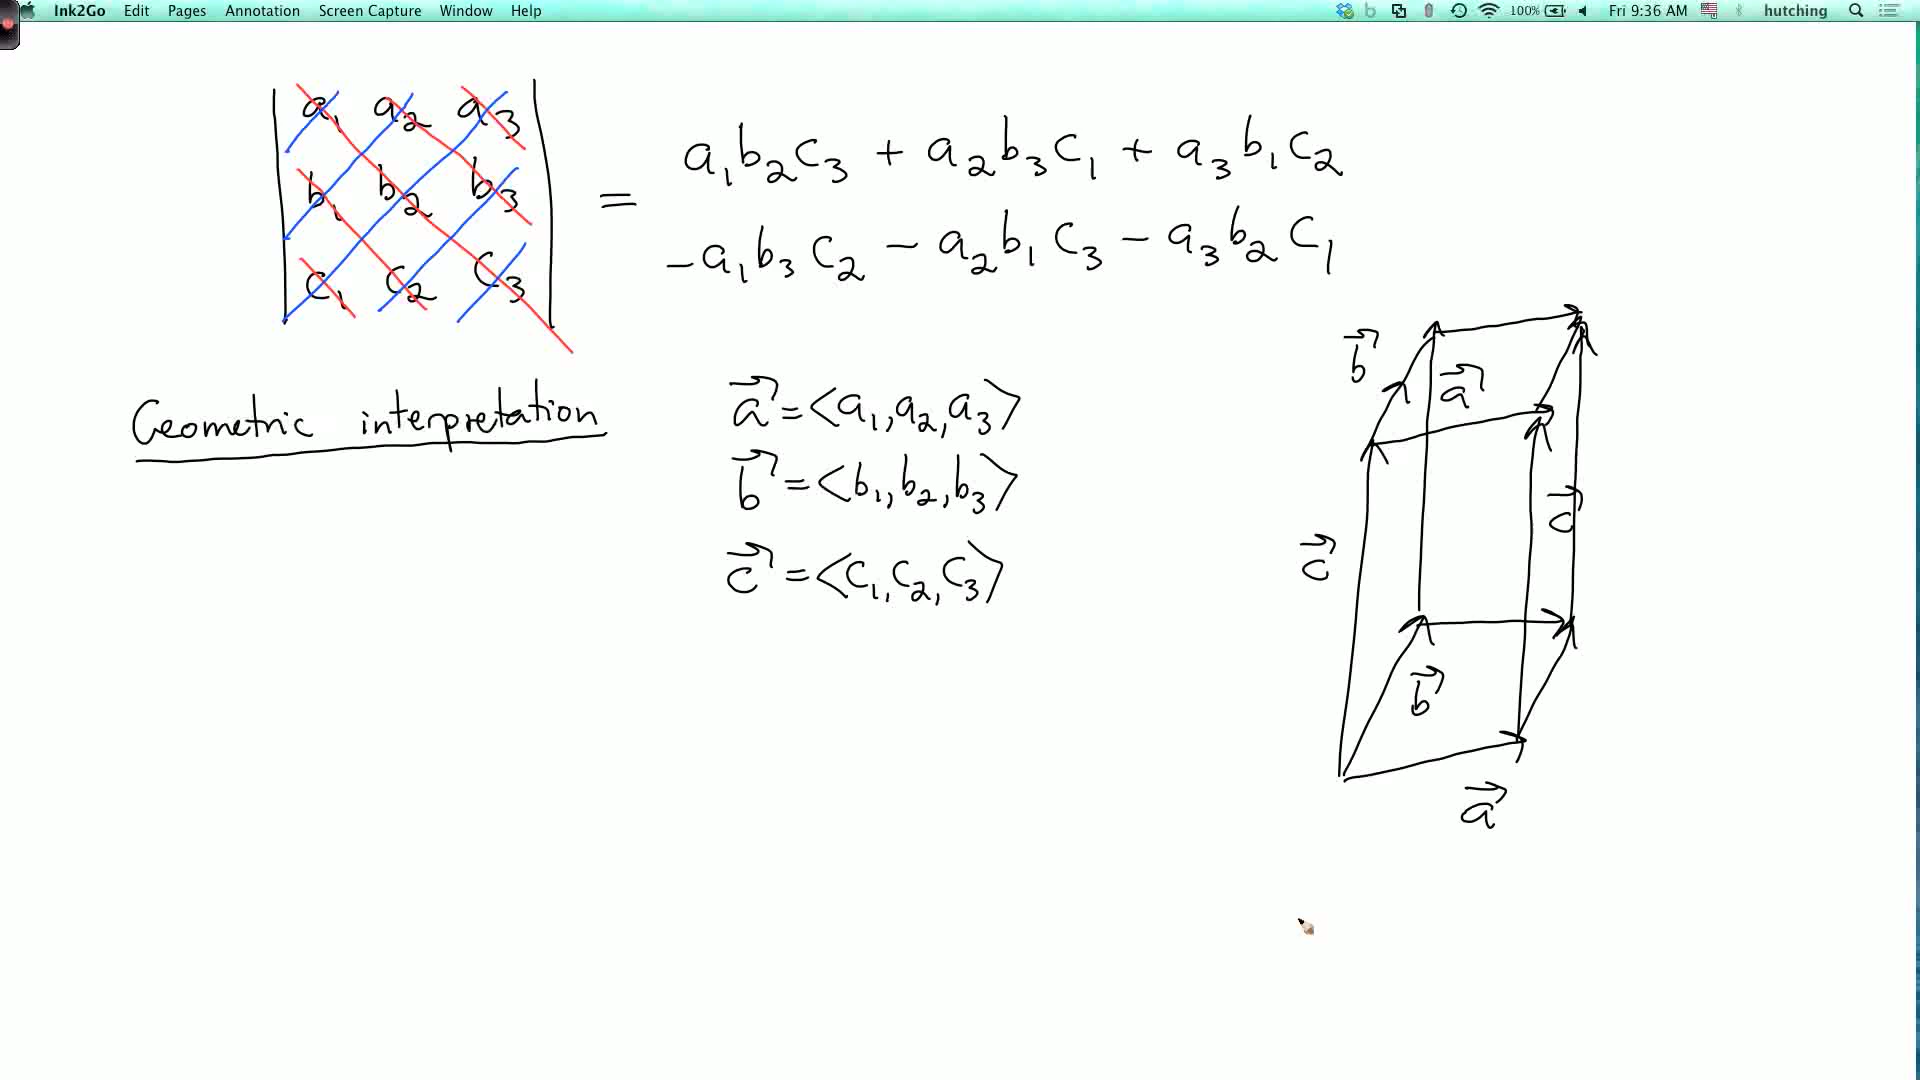 Ink2Go Edit Pages Annotation Screen Capture Window Help 100% Fri 9:36 AM hutching
a₁ a₂ a₃
b₁ b₂ b₃
c₁ c₂ c₃
= a₁b₂c₃ + a₂b₃c₁ + a₃b₁c₂
-a₁b₃c₂ - a₂b₁c₃ - a₃b₂c₁
Geometric interpretation
a⃗ = <a₁,a₂,a₃>
b⃗ = <b₁,b₂,b₃>
c⃗ = <c₁,c₂,c₃>
b⃗
a⃗
c⃗
c⃗
b⃗
a⃗